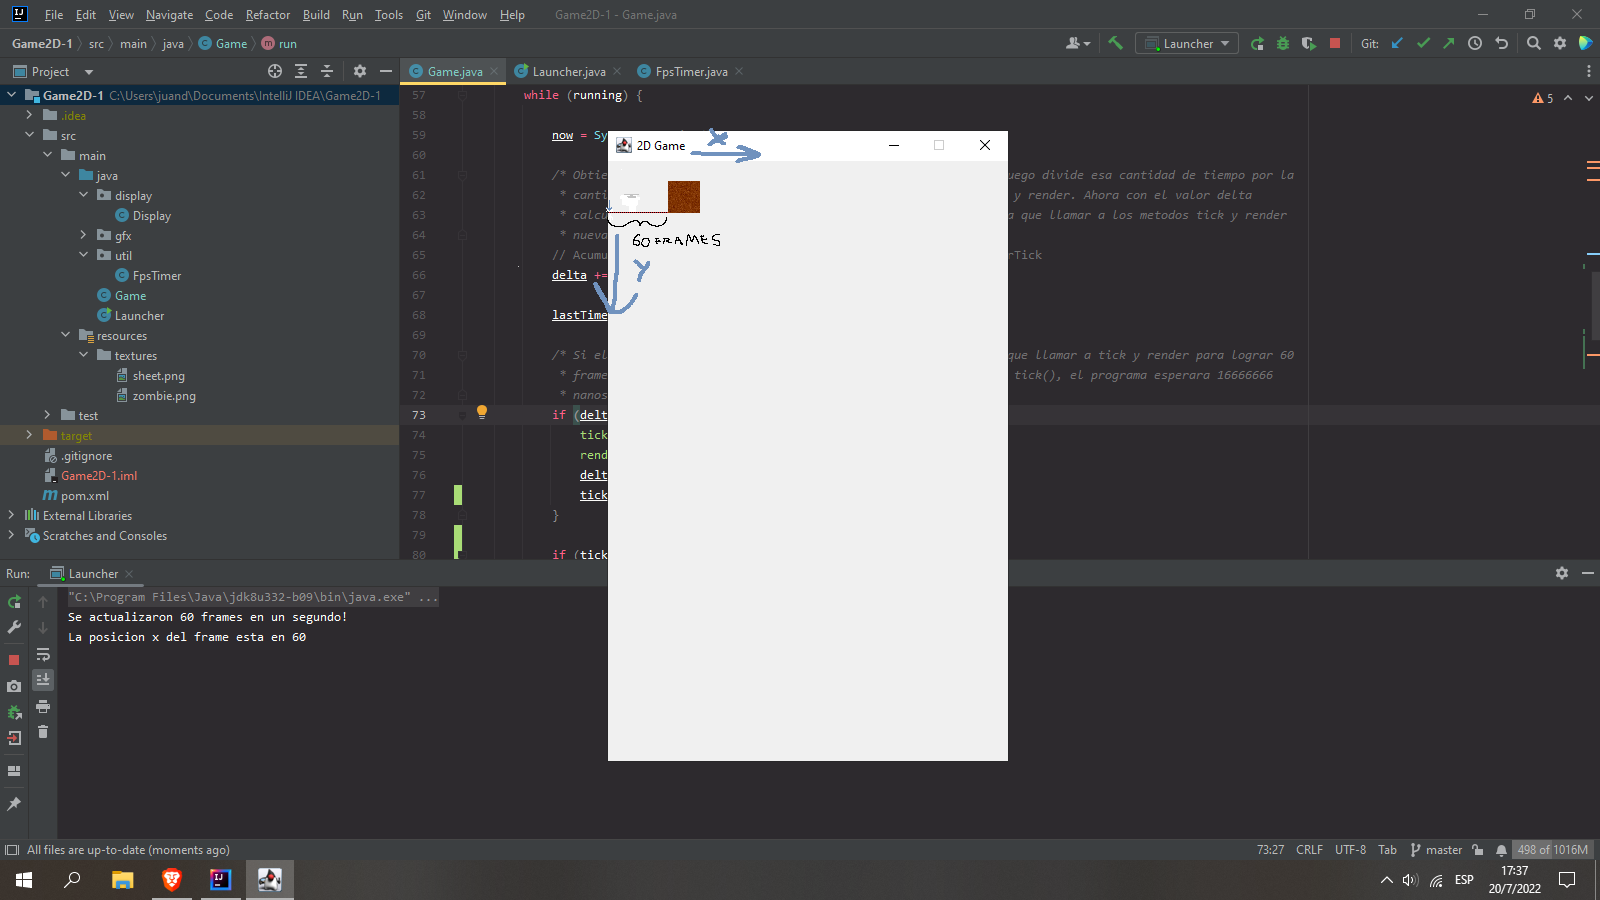 File Edit View Navigate Code Refactor Build Run Tools Git Window Help Game2D-1 - Game.java
Game2D-1 src main java Game run Launcher Git:
Project Game.java Launcher.java FpsTimer.java
Game2D-1 C:\Users\juand\Documents\IntelliJ IDEA\Game2D-1
.idea
src
main
java
display
Display
gfx
util
FpsTimer
Game
Launcher
resources
textures
sheet.png
zombie.png
test
target
.gitignore
Game2D-1.iml
pom.xml
External Libraries
Scratches and Consoles
57 while (running) {
58
59 now = Sy
60
61 /* Obtie uego divide esa cantidad de tiempo por la
62 * canti y render. Ahora con el valor delta
63 * calcu a que llamar a los metodos tick y render
64 * nueva
65 // Acumu rTick
66 delta +=
67
68 lastTime
69
70 /* Si el que llamar a tick y render para lograr 60
71 * frame tick(), el programa esperara 16666666
72 * nanos
73 if (delt
74 tick
75 rend
76 delt
77 tick
78 }
79
80 if (tick
5
2D Game
X
60 FRAMES
Y
Run: Launcher
"C:\Program Files\Java\jdk8u332-b09\bin\java.exe" ...
Se actualizaron 60 frames en un segundo!
La posicion x del frame esta en 60
All files are up-to-date (moments ago) 73:27 CRLF UTF-8 Tab master 498 of 1016M
ESP 17:37
20/7/2022